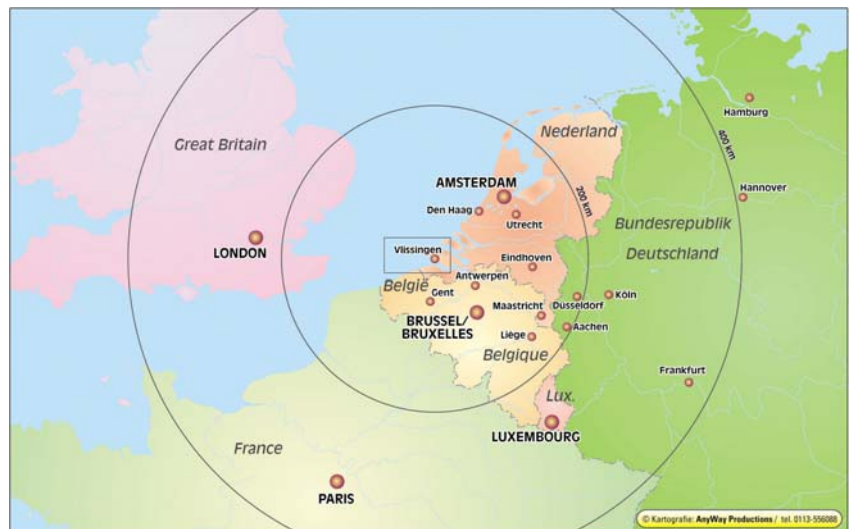 Hamburg
400 km
Nederland
Great Britain
AMSTERDAM
Hannover
200 km
Den Haag
Utrecht
Bundesrepublik
Deutschland
LONDON
Vlissingen
Eindhoven
Antwerpen
België
Gent
Maastricht
Düsseldorf
Köln
BRUSSEL/
BRUXELLES
Aachen
Liège
Belgique
Frankfurt
Lux.
LUXEMBOURG
France
PARIS
© Kartografie: AnyWay Productions / tel. 0113-556088